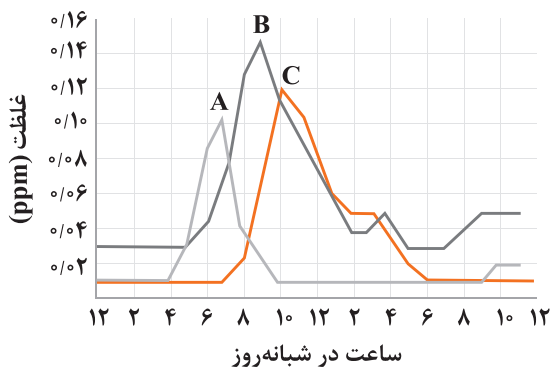 غلظت (ppm)
۰/۱۶
۰/۱۴
۰/۱۲
۰/۱۰
۰/۰۸
۰/۰۶
۰/۰۴
۰/۰۲
A
B
C
۱۲ ۲ ۴ ۶ ۸ ۱۰ ۱۲ ۲ ۴ ۶ ۸ ۱۰ ۱۲
ساعت در شبانه‌روز